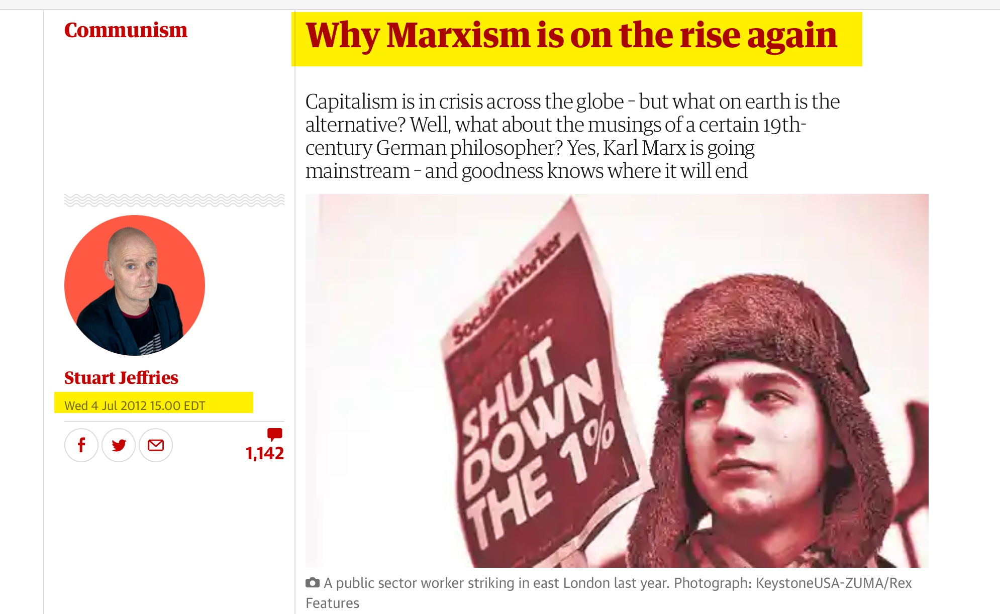 Communism
Why Marxism is on the rise again
Capitalism is in crisis across the globe – but what on earth is the
alternative? Well, what about the musings of a certain 19th-
century German philosopher? Yes, Karl Marx is going
mainstream – and goodness knows where it will end
Stuart Jeffries
Wed 4 Jul 2012 15.00 EDT
1,142
Socialist Worker
SHUT
DOWN
THE 1%
A public sector worker striking in east London last year. Photograph: KeystoneUSA-ZUMA/Rex
Features